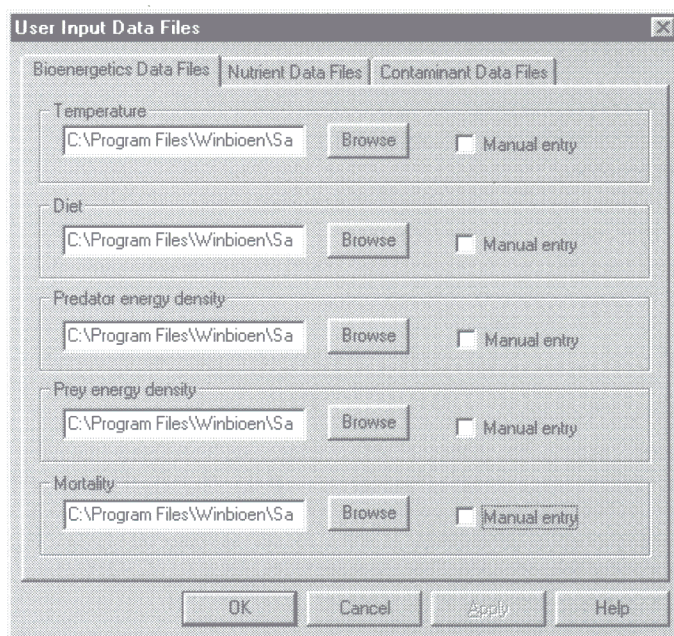 User Input Data Files
Bioenergetics Data Files Nutrient Data Files Contaminant Data Files
Temperature
C:\Program Files\Winbioen\Sa Browse Manual entry
Diet
C:\Program Files\Winbioen\Sa Browse Manual entry
Predator energy density
C:\Program Files\Winbioen\Sa Browse Manual entry
Prey energy density
C:\Program Files\Winbioen\Sa Browse Manual entry
Mortality
C:\Program Files\Winbioen\Sa Browse Manual entry
OK Cancel Apply Help